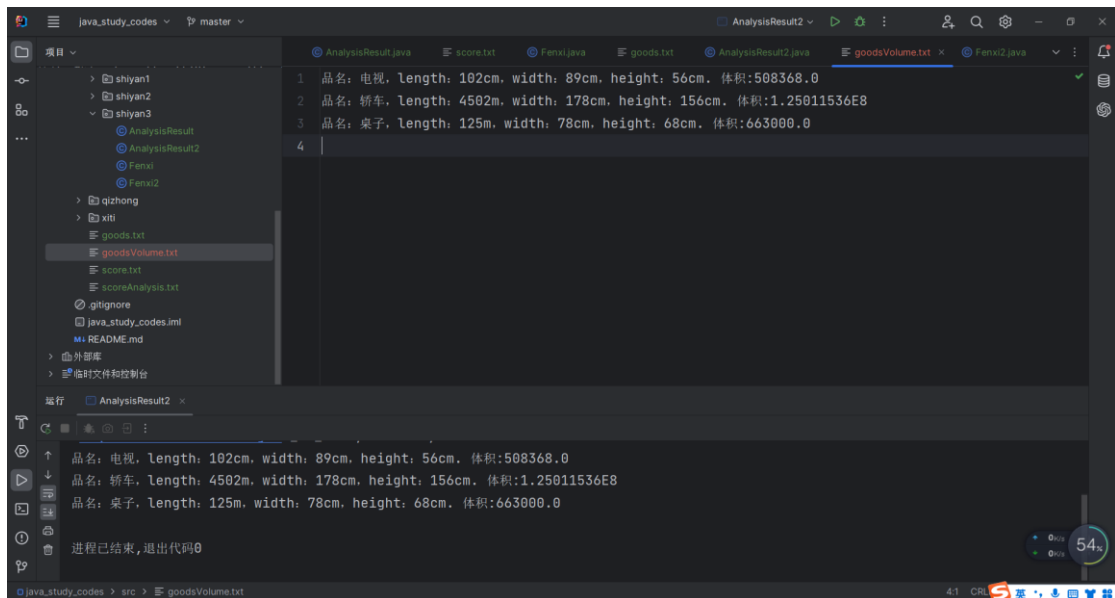 java_study_codes master AnalysisResult2
项目 AnalysisResult.java score.txt Fenxi.java goods.txt AnalysisResult2.java goodsVolume.txt Fenxi2.java
shiyan1
shiyan2
shiyan3
AnalysisResult
AnalysisResult2
Fenxi
Fenxi2
qizhong
xiti
goods.txt
goodsVolume.txt
score.txt
scoreAnalysis.txt
.gitignore
java_study_codes.iml
README.md
外部库
临时文件和控制台
1 品名：电视，length：102cm，width：89cm，height：56cm. 体积:508368.0
2 品名：轿车，length：4502m，width：178cm，height：156cm. 体积:1.25011536E8
3 品名：桌子，length：125m，width：78cm，height：68cm. 体积:663000.0
4
运行 AnalysisResult2
品名：电视，length：102cm，width：89cm，height：56cm. 体积:508368.0
品名：轿车，length：4502m，width：178cm，height：156cm. 体积:1.25011536E8
品名：桌子，length：125m，width：78cm，height：68cm. 体积:663000.0
进程已结束,退出代码0
0K/s
0K/s
54%
java_study_codes > src > goodsVolume.txt 4:1 英